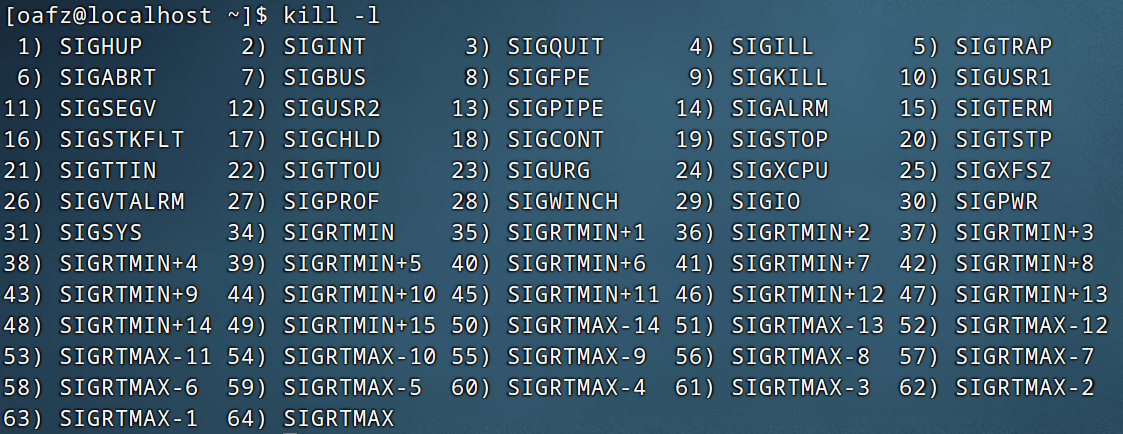 [oafz@localhost ~]$ kill -l
 1) SIGHUP       2) SIGINT       3) SIGQUIT      4) SIGILL       5) SIGTRAP
 6) SIGABRT      7) SIGBUS       8) SIGFPE       9) SIGKILL     10) SIGUSR1
11) SIGSEGV     12) SIGUSR2     13) SIGPIPE     14) SIGALRM     15) SIGTERM
16) SIGSTKFLT   17) SIGCHLD     18) SIGCONT     19) SIGSTOP     20) SIGTSTP
21) SIGTTIN     22) SIGTTOU     23) SIGURG      24) SIGXCPU     25) SIGXFSZ
26) SIGVTALRM   27) SIGPROF     28) SIGWINCH    29) SIGIO       30) SIGPWR
31) SIGSYS      34) SIGRTMIN    35) SIGRTMIN+1  36) SIGRTMIN+2  37) SIGRTMIN+3
38) SIGRTMIN+4  39) SIGRTMIN+5  40) SIGRTMIN+6  41) SIGRTMIN+7  42) SIGRTMIN+8
43) SIGRTMIN+9  44) SIGRTMIN+10 45) SIGRTMIN+11 46) SIGRTMIN+12 47) SIGRTMIN+13
48) SIGRTMIN+14 49) SIGRTMIN+15 50) SIGRTMAX-14 51) SIGRTMAX-13 52) SIGRTMAX-12
53) SIGRTMAX-11 54) SIGRTMAX-10 55) SIGRTMAX-9  56) SIGRTMAX-8  57) SIGRTMAX-7
58) SIGRTMAX-6  59) SIGRTMAX-5  60) SIGRTMAX-4  61) SIGRTMAX-3  62) SIGRTMAX-2
63) SIGRTMAX-1  64) SIGRTMAX